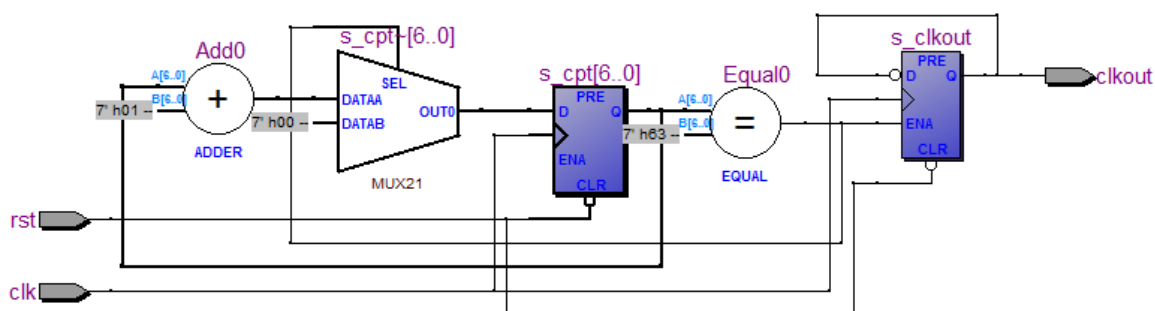 s_cpt~[6..0]
Add0
A[6..0]
B[6..0]
7' h01 --
+
ADDER
SEL
DATAA
7' h00 --
DATAB
OUT0
MUX21
s_cpt[6..0]
PRE
D
Q
ENA
CLR
Equal0
A[6..0]
B[6..0]
7' h63 --
=
EQUAL
s_clkout
PRE
D
Q
ENA
CLR
clkout
rst
clk